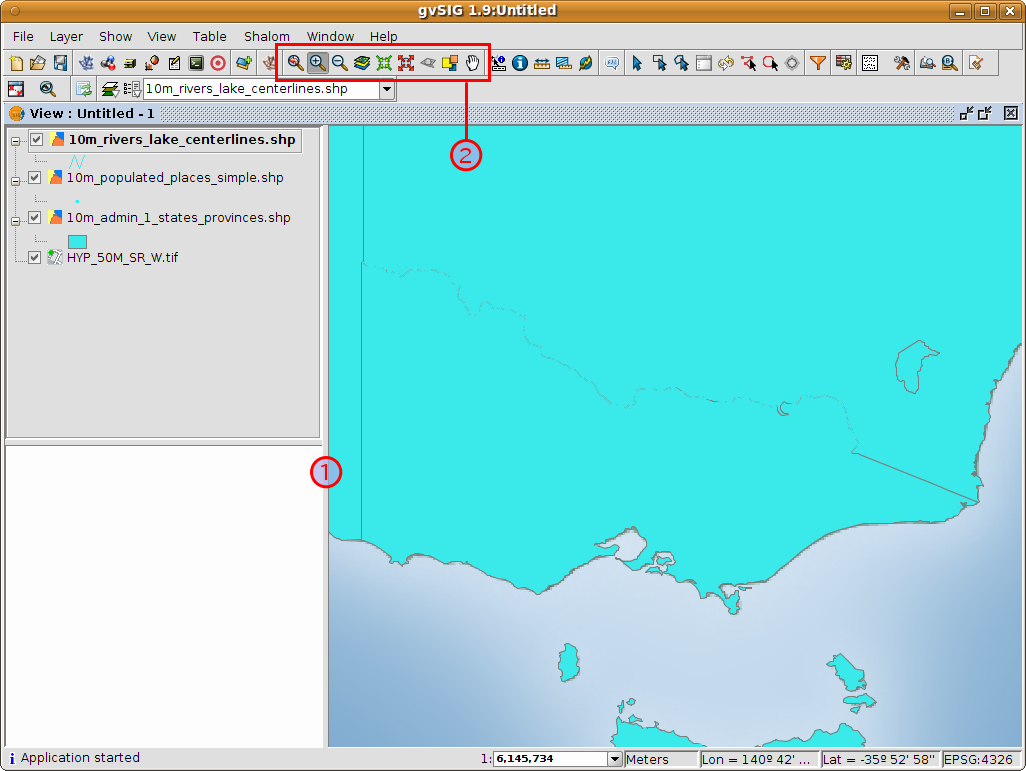 gvSIG 1.9:Untitled
File Layer Show View Table Shalom Window Help
10m_rivers_lake_centerlines.shp
2
View : Untitled - 1
10m_rivers_lake_centerlines.shp
10m_populated_places_simple.shp
10m_admin_1_states_provinces.shp
HYP_50M_SR_W.tif
1
Application started
1: 6,145,734 Meters Lon = 140º 42' ... Lat = -35º 52' 58" EPSG:4326